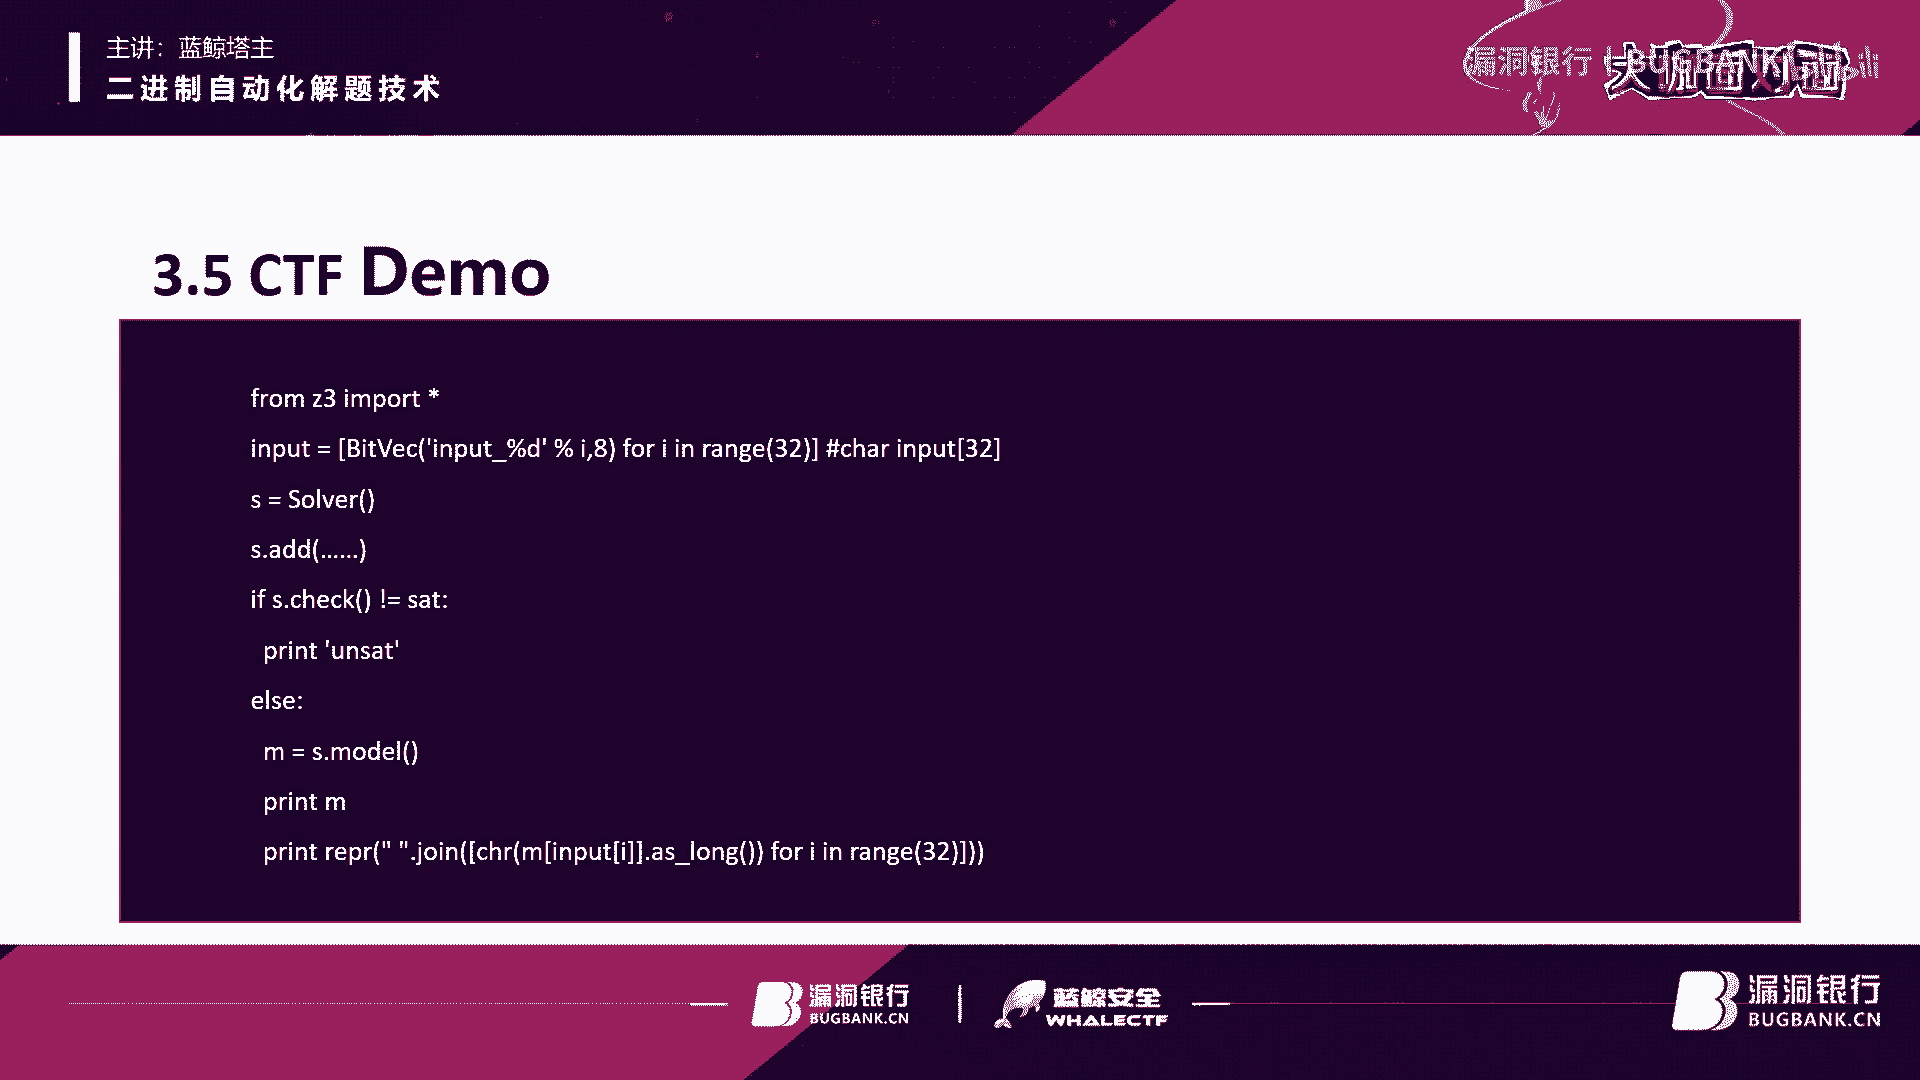 主讲：蓝鲸塔主
二进制自动化解题技术
漏洞银行
大咖面对面
3.5 CTF Demo
from z3 import *
input = [BitVec('input_%d' % i,8) for i in range(32)] #char input[32]
s = Solver()
s.add(......)
if s.check() != sat:
print 'unsat'
else:
m = s.model()
print m
print repr(" ".join([chr(m[input[i]].as_long()) for i in range(32)]))
漏洞银行
BUGBANK.CN
蓝鲸安全
WHALECTF
漏洞银行
BUGBANK.CN